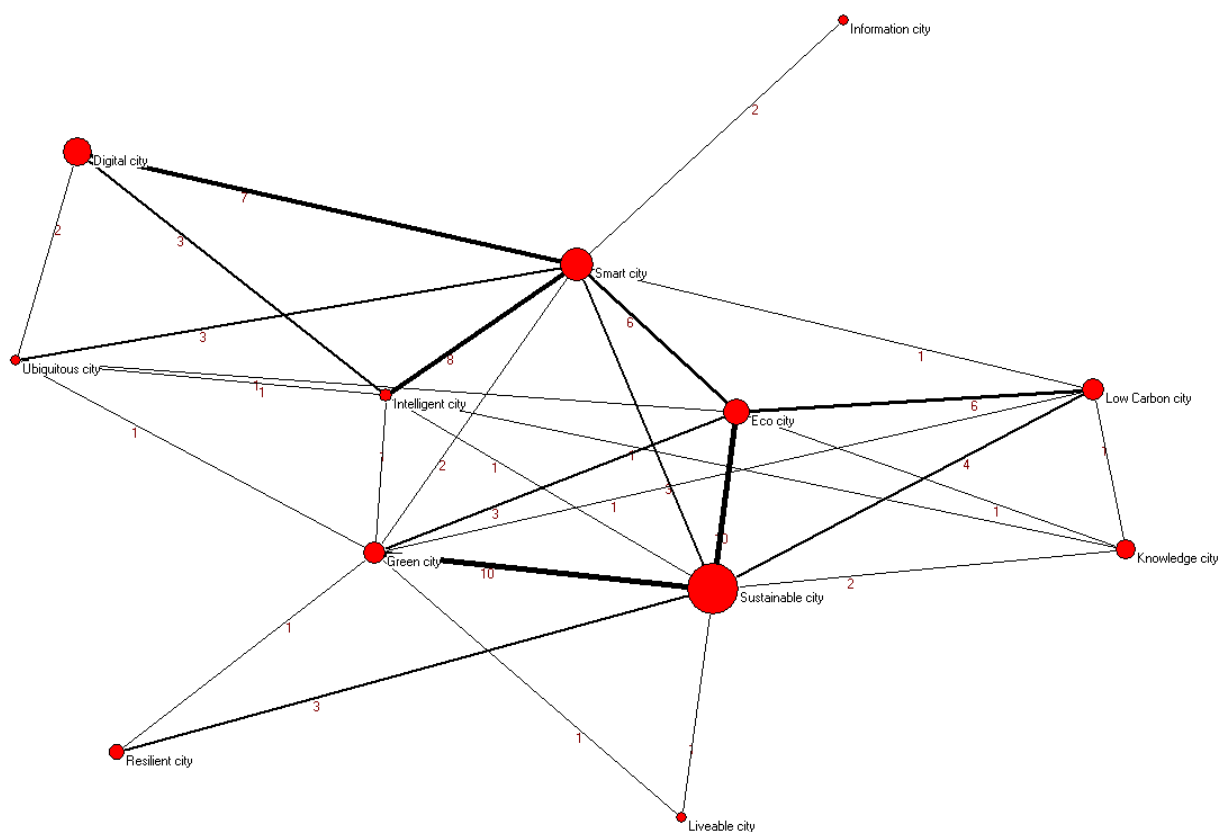 Information city
2
Digital city
7
2
3
Smart city
3
6
8
1
Ubiquitous city
1
1
Intelligent city
Low Carbon city
6
Eco city
1
1
2
1
1
4
1
3
1
3
1
Green city
10
Knowledge city
2
Sustainable city
1
3
1
1
Resilient city
Liveable city